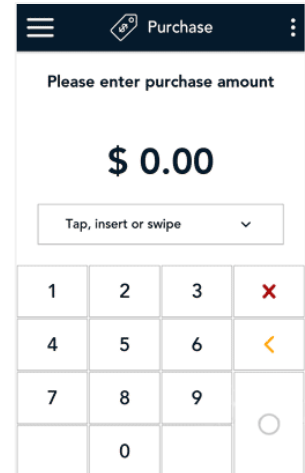 Purchase
Please enter purchase amount
$ 0.00
Tap, insert or swipe
1 2 3
4 5 6
7 8 9
0